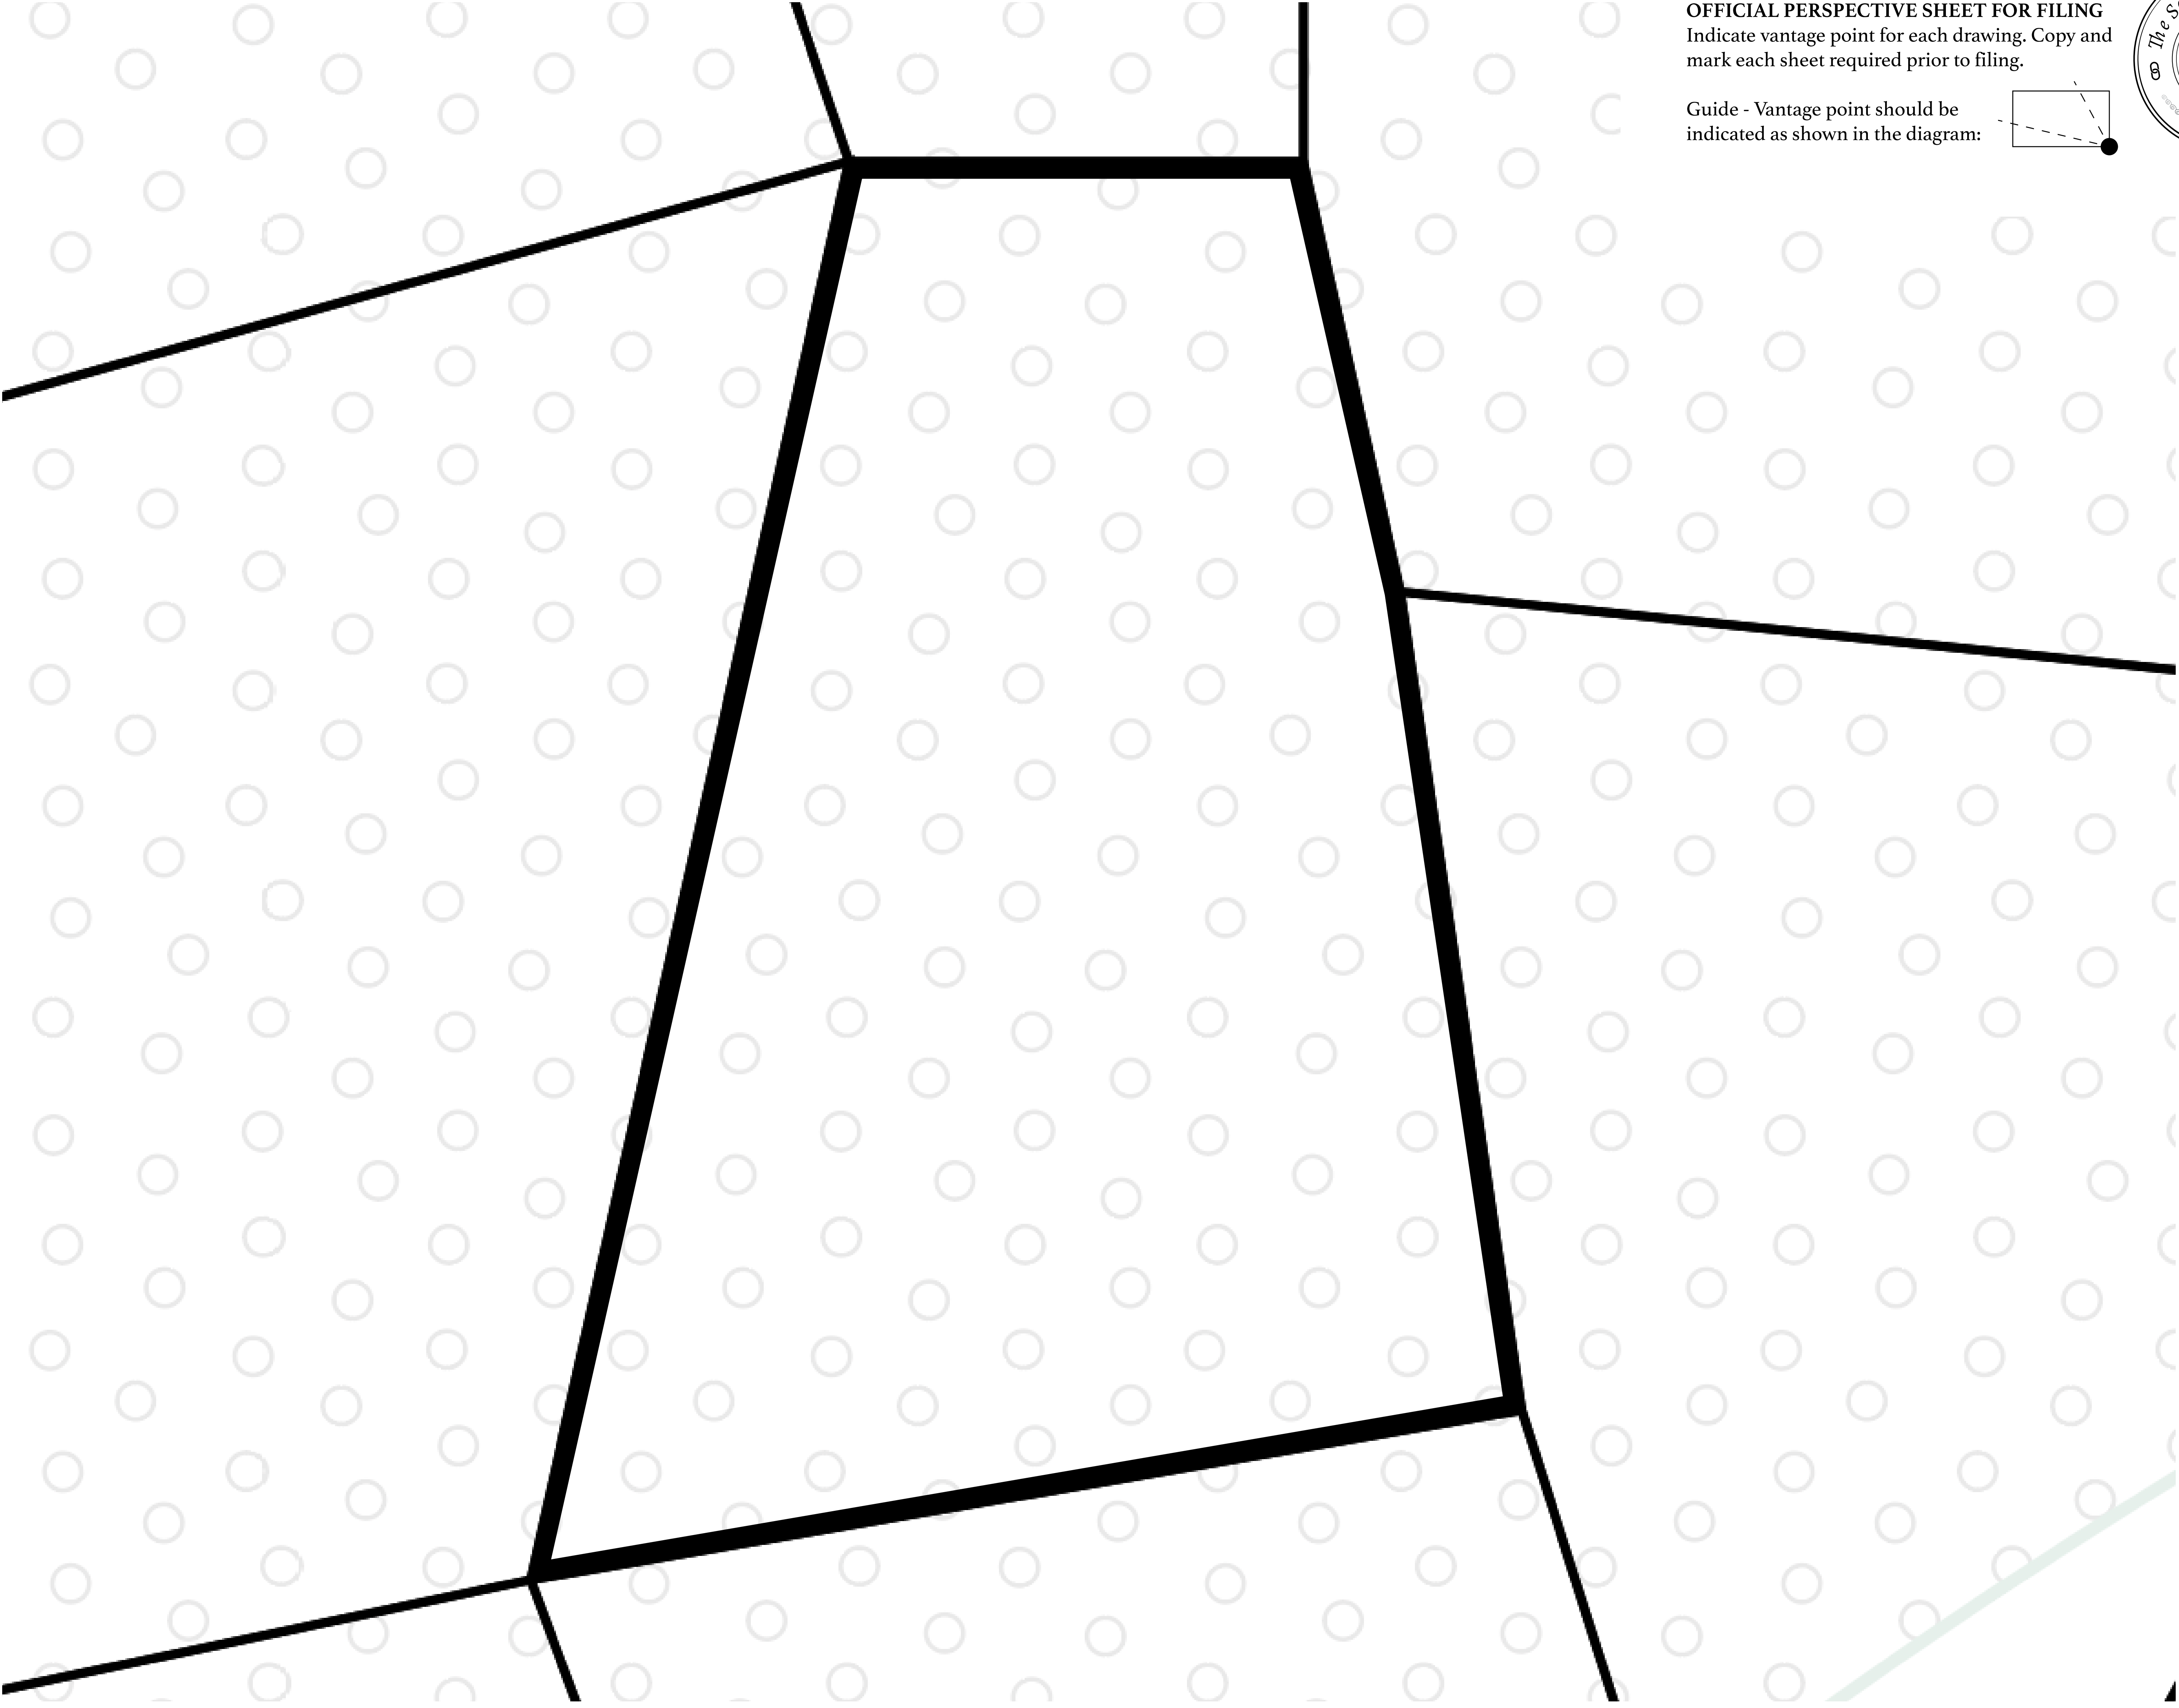 OFFICIAL PERSPECTIVE SHEET FOR FILING
Indicate vantage point for each drawing. Copy and
mark each sheet required prior to filing.
Guide - Vantage point should be
indicated as shown in the diagram:
The